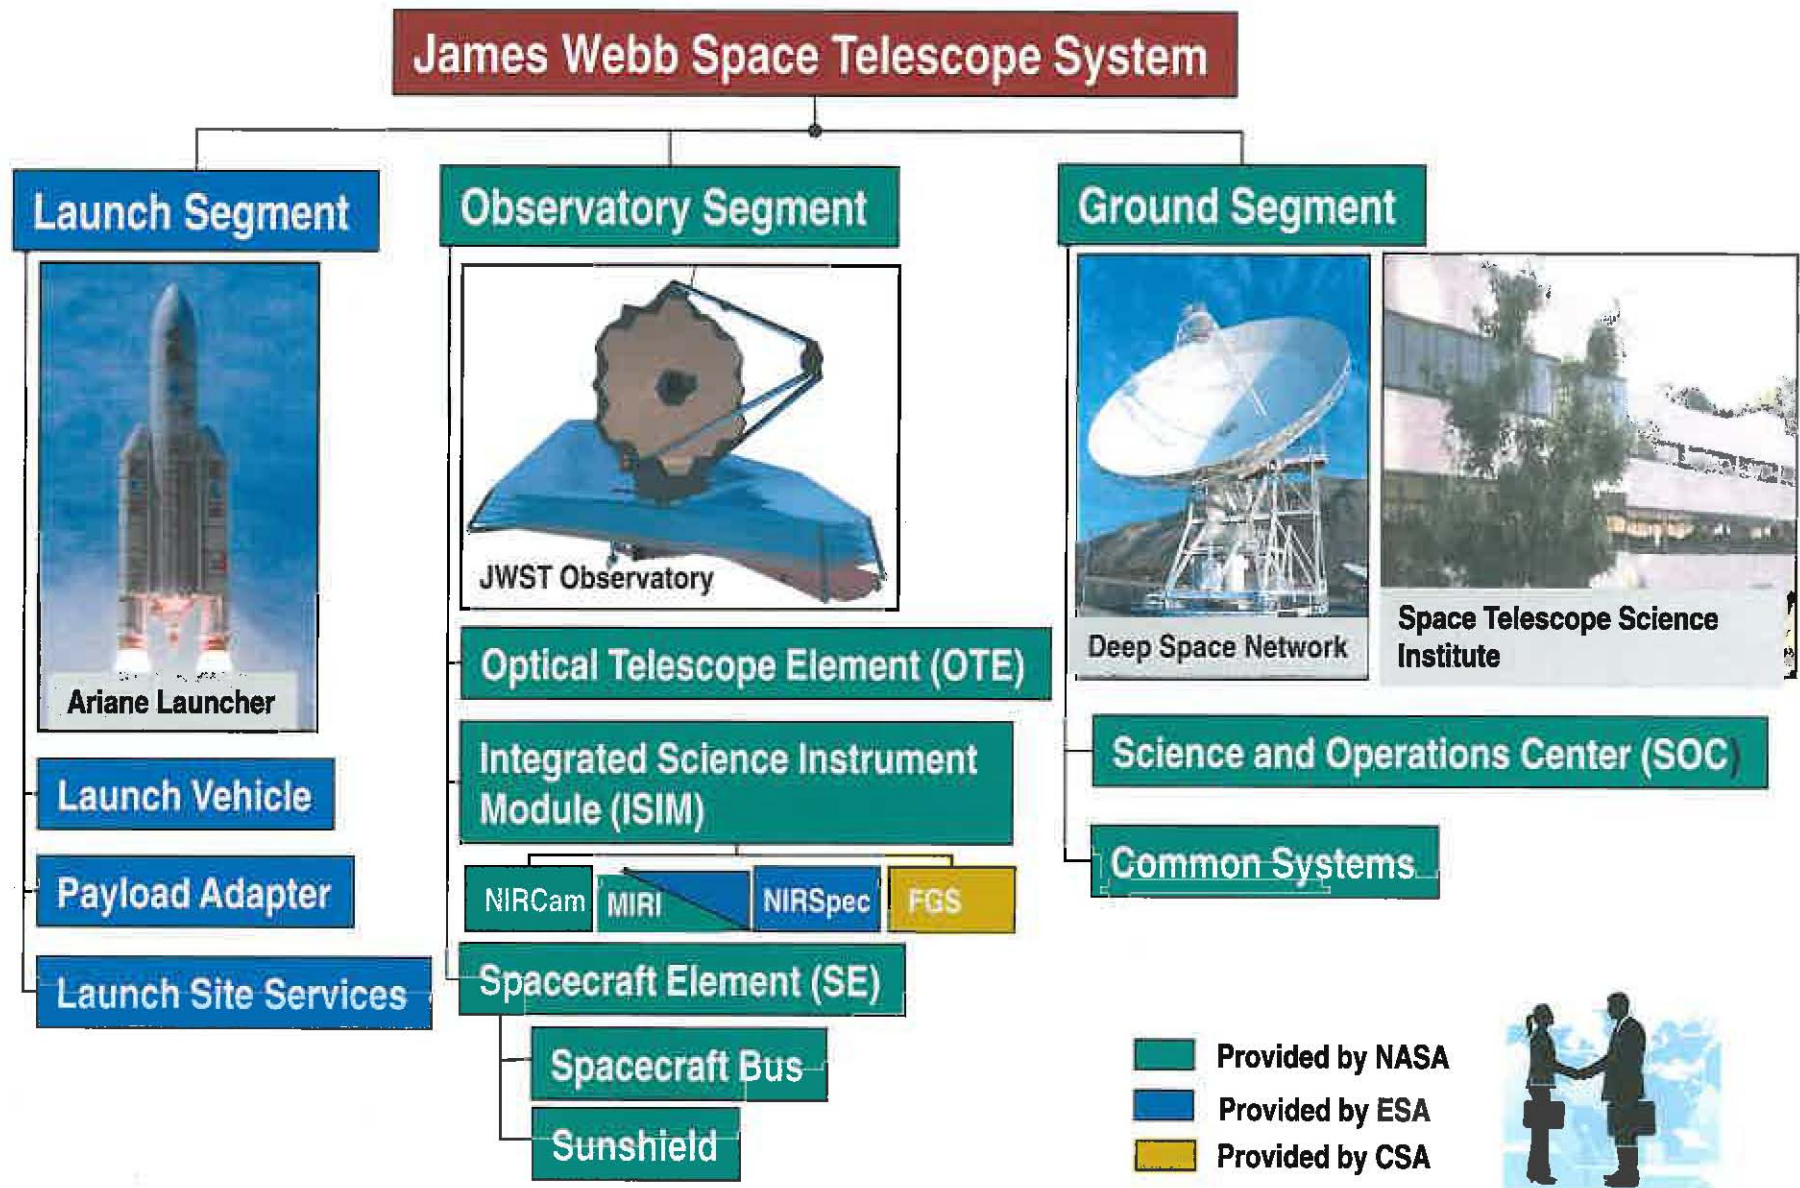 James Webb Space Telescope System
Launch Segment
Ariane Launcher
Launch Vehicle
Payload Adapter
Launch Site Services
Observatory Segment
JWST Observatory
Optical Telescope Element (OTE)
Integrated Science Instrument
Module (ISIM)
NIRCam
MIRI
NIRSpec
FGS
Spacecraft Element (SE)
Spacecraft Bus
Sunshield
Ground Segment
Deep Space Network
Space Telescope Science
Institute
Science and Operations Center (SOC)
Common Systems
Provided by NASA
Provided by ESA
Provided by CSA